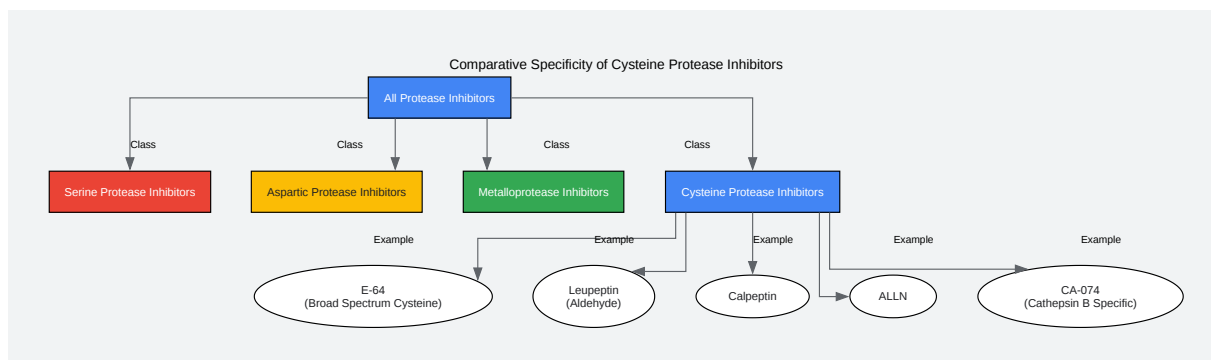 Comparative Specificity of Cysteine Protease Inhibitors
All Protease Inhibitors
Class
Class
Class
Class
Serine Protease Inhibitors
Aspartic Protease Inhibitors
Metalloprotease Inhibitors
Cysteine Protease Inhibitors
Example
Example
Example
Example
Example
E-64
(Broad Spectrum Cysteine)
Leupeptin
(Aldehyde)
Calpeptin
ALLN
CA-074
(Cathepsin B Specific)